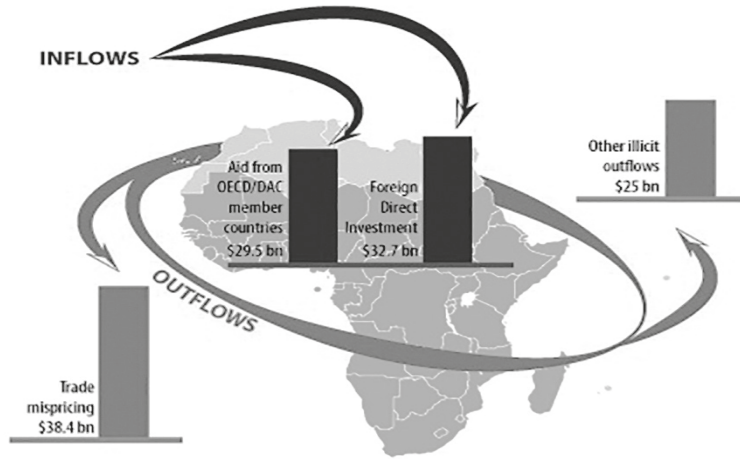 INFLOWS
Aid from
OECD/DAC
member
countries
$29.5 bn
Foreign
Direct
Investment
$32.7 bn
Other illicit
outflows
$25 bn
OUTFLOWS
Trade
mispricing
$38.4 bn